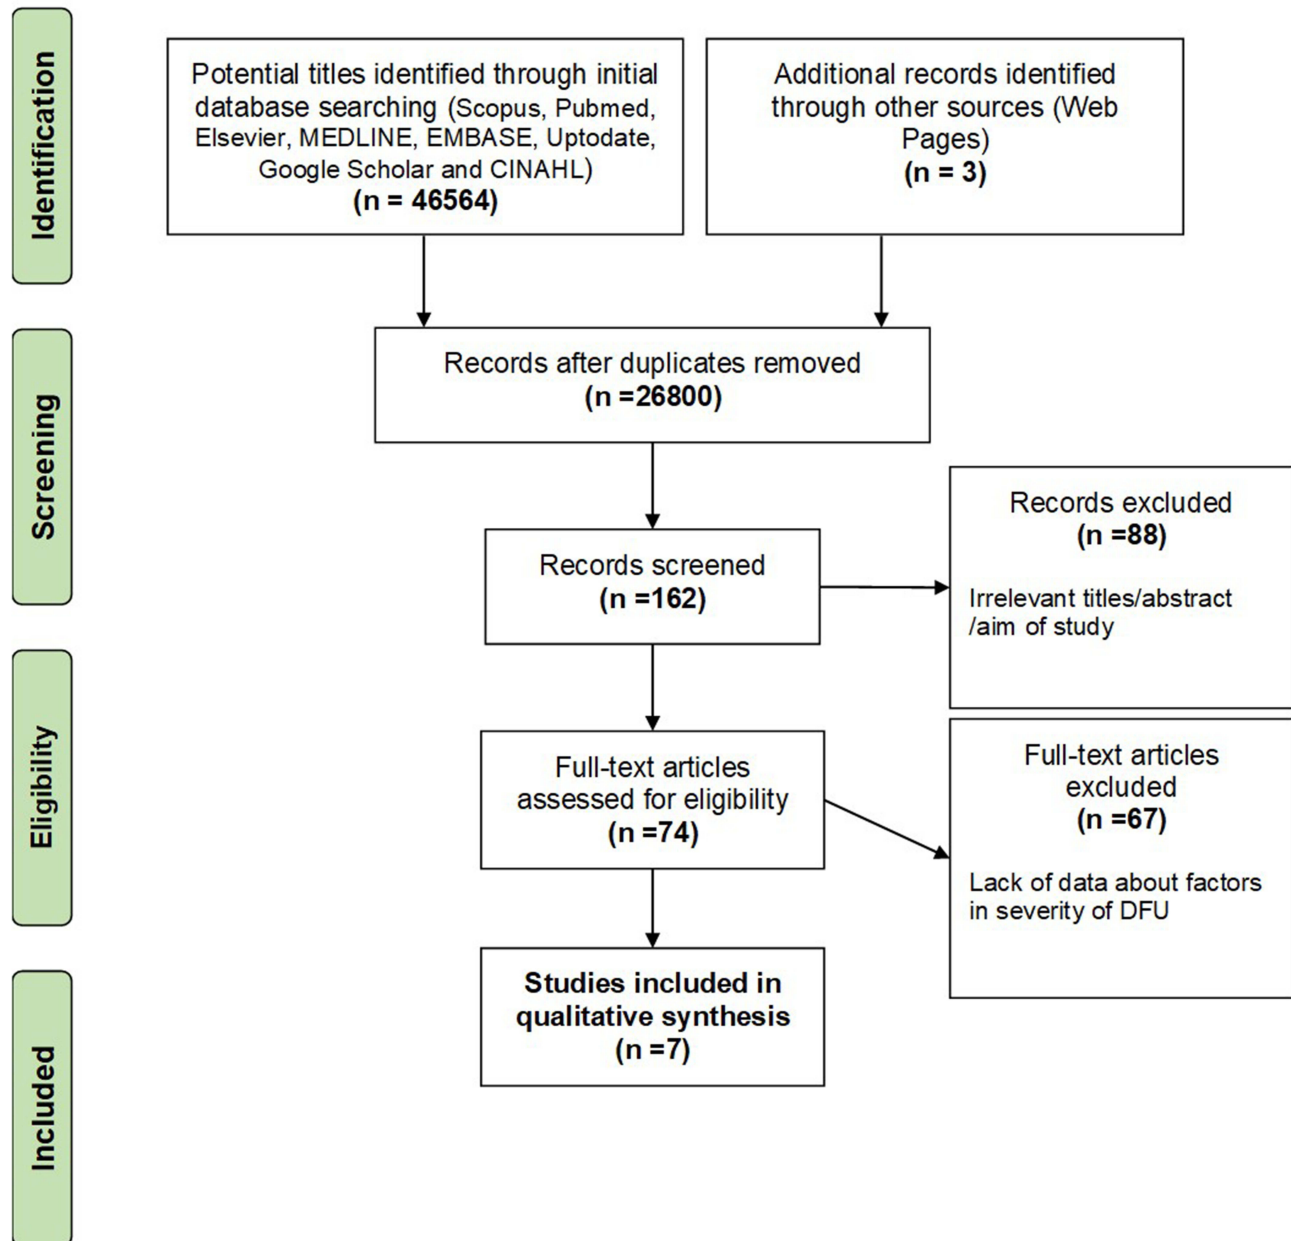 Identification
Potential titles identified through initial
database searching (Scopus, Pubmed,
Elsevier, MEDLINE, EMBASE, Uptodate,
Google Scholar and CINAHL)
(n = 46564)
Additional records identified
through other sources (Web
Pages)
(n = 3)
Records after duplicates removed
(n =26800)
Screening
Records screened
(n =162)
Records excluded
(n =88)
Irrelevant titles/abstract
/aim of study
Eligibility
Full-text articles
assessed for eligibility
(n =74)
Full-text articles
excluded
(n =67)
Lack of data about factors
in severity of DFU
Included
Studies included in
qualitative synthesis
(n =7)